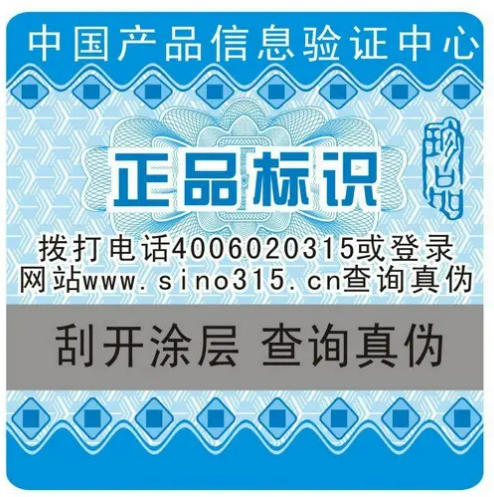 中国产品信息验证中心
正品标识
珍品
拨打电话4006020315或登录
网站www.sino315.cn查询真伪
刮开涂层 查询真伪